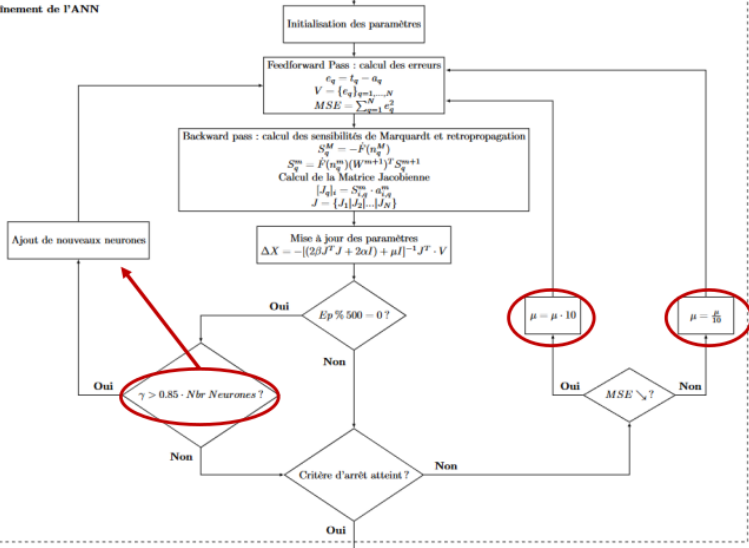 înement de l'ANN
Initialisation des paramètres
Feedforward Pass : calcul des erreurs
e_q = t_q − a_q
V = {e_q}_{q=1,...,N}
MSE = ∑_{q=1}^{N} e_q^2
Backward pass : calcul des sensibilités de Marquardt et retropropagation
S_q^M = −Ḟ(n_q^M)
S_q^m = Ḟ(n_q^m)(W^{m+1})^T S_q^{m+1}
Calcul de la Matrice Jacobienne
[J_q]_i = S_{i,q}^m · a_{i,q}^m
J = {J_1|J_2|...|J_N}
Ajout de nouveaux neurones
Mise à jour des paramètres
ΔX = −[(2βJ^T J + 2αI) + μI]^{−1} J^T · V
Oui
Ep % 500 = 0 ?
μ = μ · 10
μ = μ/10
Non
Oui
γ > 0.85 · Nbr Neurones ?
Oui
MSE ↘ ?
Non
Non
Critère d'arrêt atteint ?
Non
Oui